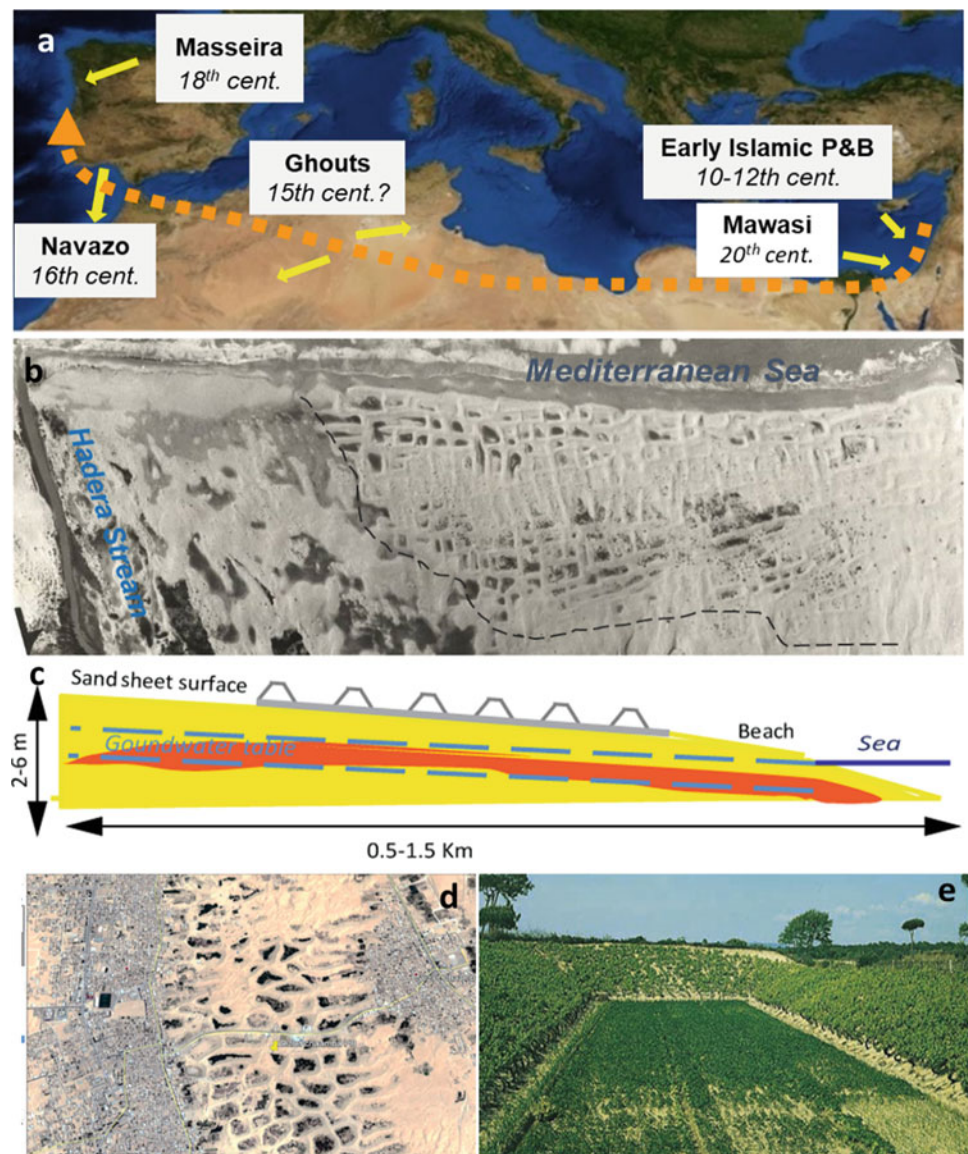 a
Masseira
18th cent.
Ghouts
15th cent.?
Early Islamic P&B
10-12th cent.
Mawasi
20th cent.
Navazo
16th cent.
b
Mediterranean Sea
Hadera Stream
c
Sand sheet surface
Beach
Goundwater table
Sea
2-6 m
0.5-1.5 Km
d
e